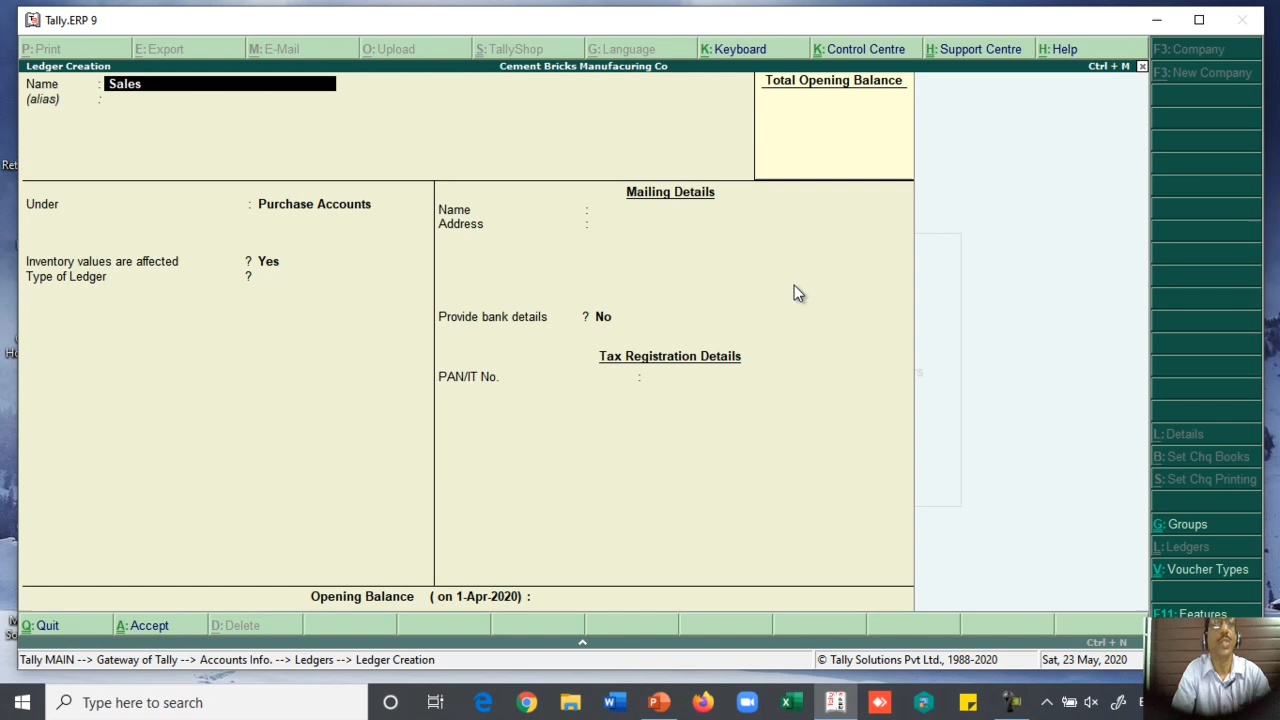 Tally.ERP 9
P: Print E: Export M: E-Mail O: Upload S: TallyShop G: Language K: Keyboard K: Control Centre H: Support Centre H: Help
F3: Company
Ledger Creation Cement Bricks Manufacuring Co Ctrl + M
F3: New Company
Name : Sales
Total Opening Balance
(alias) :
Mailing Details
Under : Purchase Accounts
Name :
Address :
Inventory values are affected ? Yes
Type of Ledger ?
Provide bank details ? No
Tax Registration Details
PAN/IT No. :
L: Details
B: Set Chq Books
S: Set Chq Printing
G: Groups
L: Ledgers
V: Voucher Types
Opening Balance ( on 1-Apr-2020) :
F11: Features
Q: Quit A: Accept D: Delete
Ctrl + N
Tally MAIN --> Gateway of Tally --> Accounts Info. --> Ledgers --> Ledger Creation © Tally Solutions Pvt Ltd., 1988-2020 Sat, 23 May, 2020
Type here to search